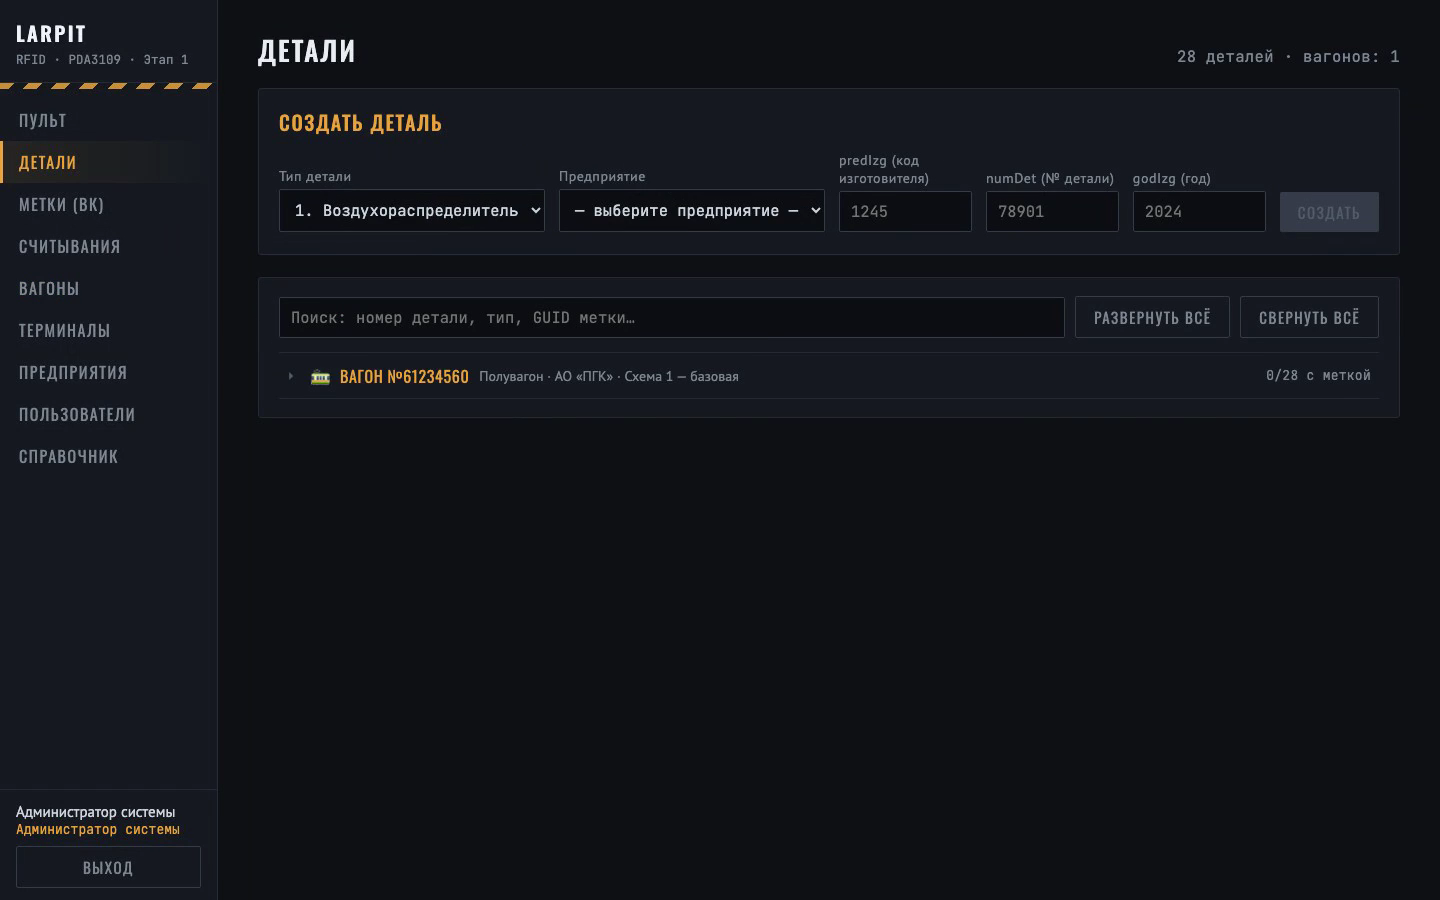 LARPIT
RFID · PDA3109 · Этап 1
ПУЛЬТ
ДЕТАЛИ
МЕТКИ (ВК)
СЧИТЫВАНИЯ
ВАГОНЫ
ТЕРМИНАЛЫ
ПРЕДПРИЯТИЯ
ПОЛЬЗОВАТЕЛИ
СПРАВОЧНИК
Администратор системы
Администратор системы
ВЫХОД
ДЕТАЛИ
28 деталей · вагонов: 1
СОЗДАТЬ ДЕТАЛЬ
Тип детали
1. Воздухораспределитель
Предприятие
— выберите предприятие —
predIzg (код
изготовителя)
1245
numDet (№ детали)
78901
godIzg (год)
2024
СОЗДАТЬ
Поиск: номер детали, тип, GUID метки…
РАЗВЕРНУТЬ ВСЁ
СВЕРНУТЬ ВСЁ
ВАГОН №61234560 Полувагон · АО «ПГК» · Схема 1 — базовая
0/28 с меткой